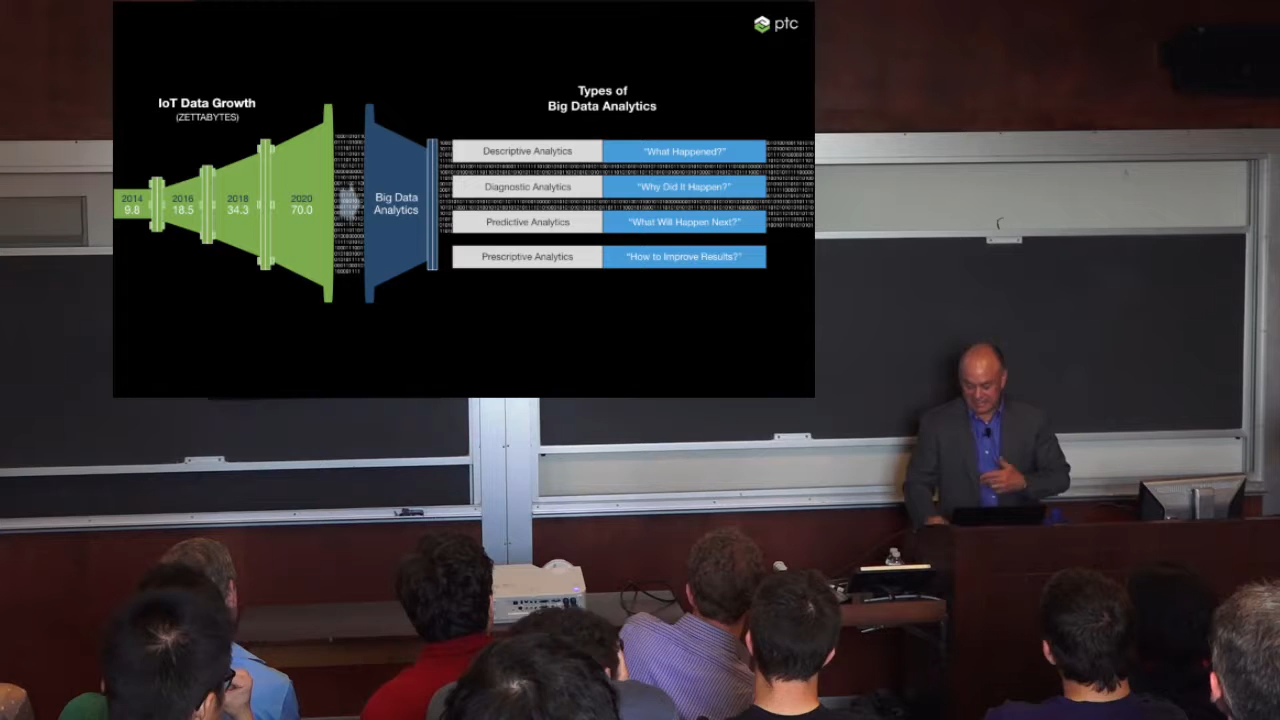 ptc
IoT Data Growth
(ZETTABYTES)
2014
9.8
2016
18.5
2018
34.3
2020
70.0
Big Data
Analytics
Types of
Big Data Analytics
Descriptive Analytics "What Happened?"
Diagnostic Analytics "Why Did It Happen?"
Predictive Analytics "What Will Happen Next?"
Prescriptive Analytics "How to Improve Results?"